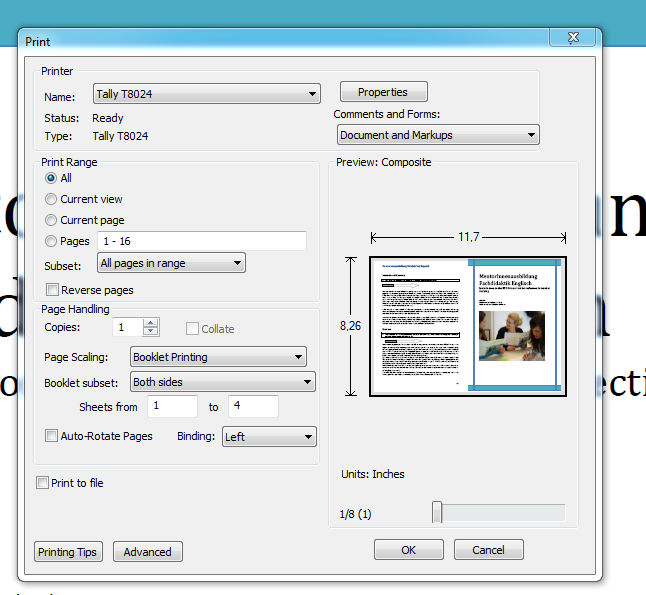 Print
Printer
Name: Tally T8024 Properties
Status: Ready Comments and Forms:
Type: Tally T8024 Document and Markups
Print Range Preview: Composite
All
Current view
Current page
Pages 1 - 16
Subset: All pages in range
Reverse pages
Page Handling
Copies: 1 Collate
Page Scaling: Booklet Printing
Booklet subset: Both sides
Sheets from 1 to 4
Auto-Rotate Pages Binding: Left
Print to file
11,7
8,26
MentorInnenausbildung
Fachdidaktik Englisch
Units: Inches
1/8 (1)
Printing Tips Advanced OK Cancel
ecti